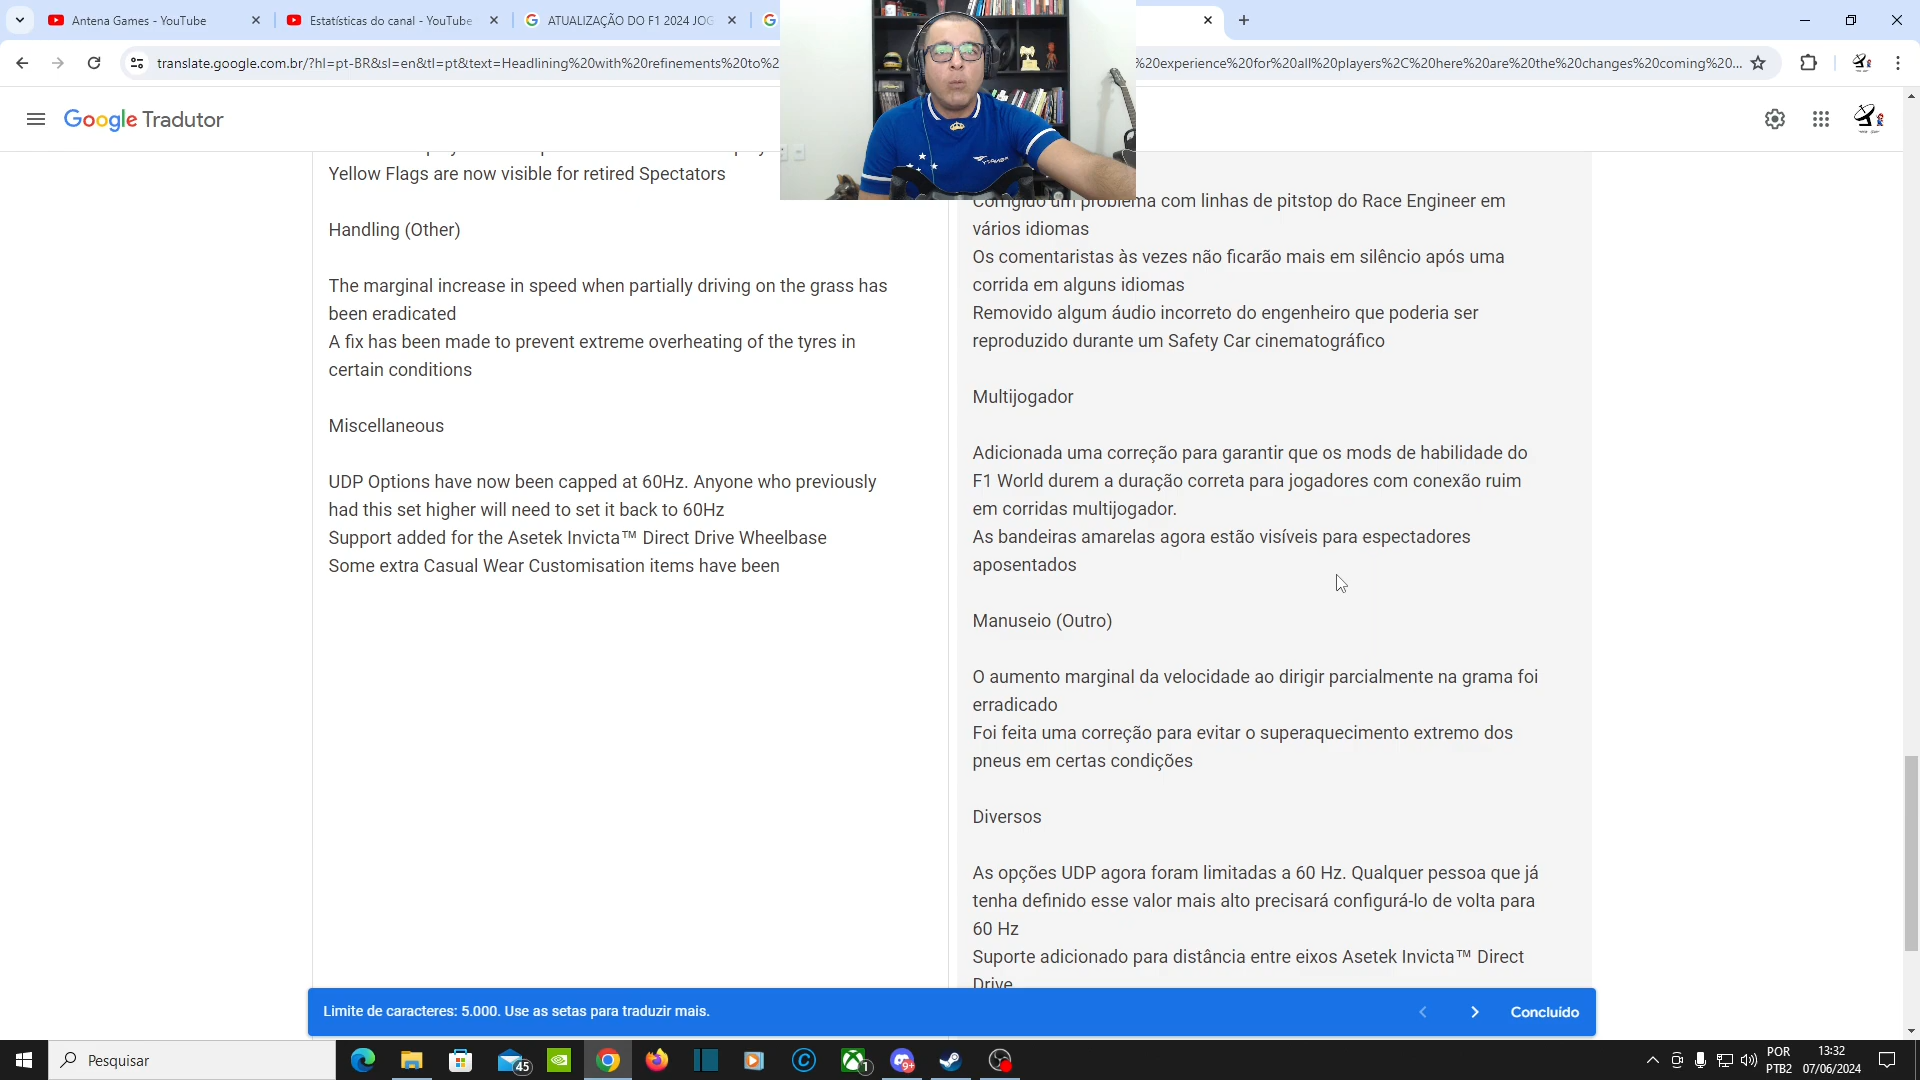 Antena Games - YouTube
Estatísticas do canal - YouTube
ATUALIZAÇÃO DO F1 2024 JOG
translate.google.com.br/?hl=pt-BR&sl=en&tl=pt&text=Headlining%20with%20refinements%20to%2
%20experience%20for%20all%20players%2C%20here%20are%20the%20changes%20coming%20...
Google Tradutor
Yellow Flags are now visible for retired Spectators
Handling (Other)
The marginal increase in speed when partially driving on the grass has
been eradicated
A fix has been made to prevent extreme overheating of the tyres in
certain conditions
Miscellaneous
UDP Options have now been capped at 60Hz. Anyone who previously
had this set higher will need to set it back to 60Hz
Support added for the Asetek Invicta™ Direct Drive Wheelbase
Some extra Casual Wear Customisation items have been
Corrigido um problema com linhas de pitstop do Race Engineer em
vários idiomas
Os comentaristas às vezes não ficarão mais em silêncio após uma
corrida em alguns idiomas
Removido algum áudio incorreto do engenheiro que poderia ser
reproduzido durante um Safety Car cinematográfico
Multijogador
Adicionada uma correção para garantir que os mods de habilidade do
F1 World durem a duração correta para jogadores com conexão ruim
em corridas multijogador.
As bandeiras amarelas agora estão visíveis para espectadores
aposentados
Manuseio (Outro)
O aumento marginal da velocidade ao dirigir parcialmente na grama foi
erradicado
Foi feita uma correção para evitar o superaquecimento extremo dos
pneus em certas condições
Diversos
As opções UDP agora foram limitadas a 60 Hz. Qualquer pessoa que já
tenha definido esse valor mais alto precisará configurá-lo de volta para
60 Hz
Suporte adicionado para distância entre eixos Asetek Invicta™ Direct
Drive
Limite de caracteres: 5.000. Use as setas para traduzir mais.
Concluído
Pesquisar
45
1
9+
POR
PTB2
13:32
07/06/2024